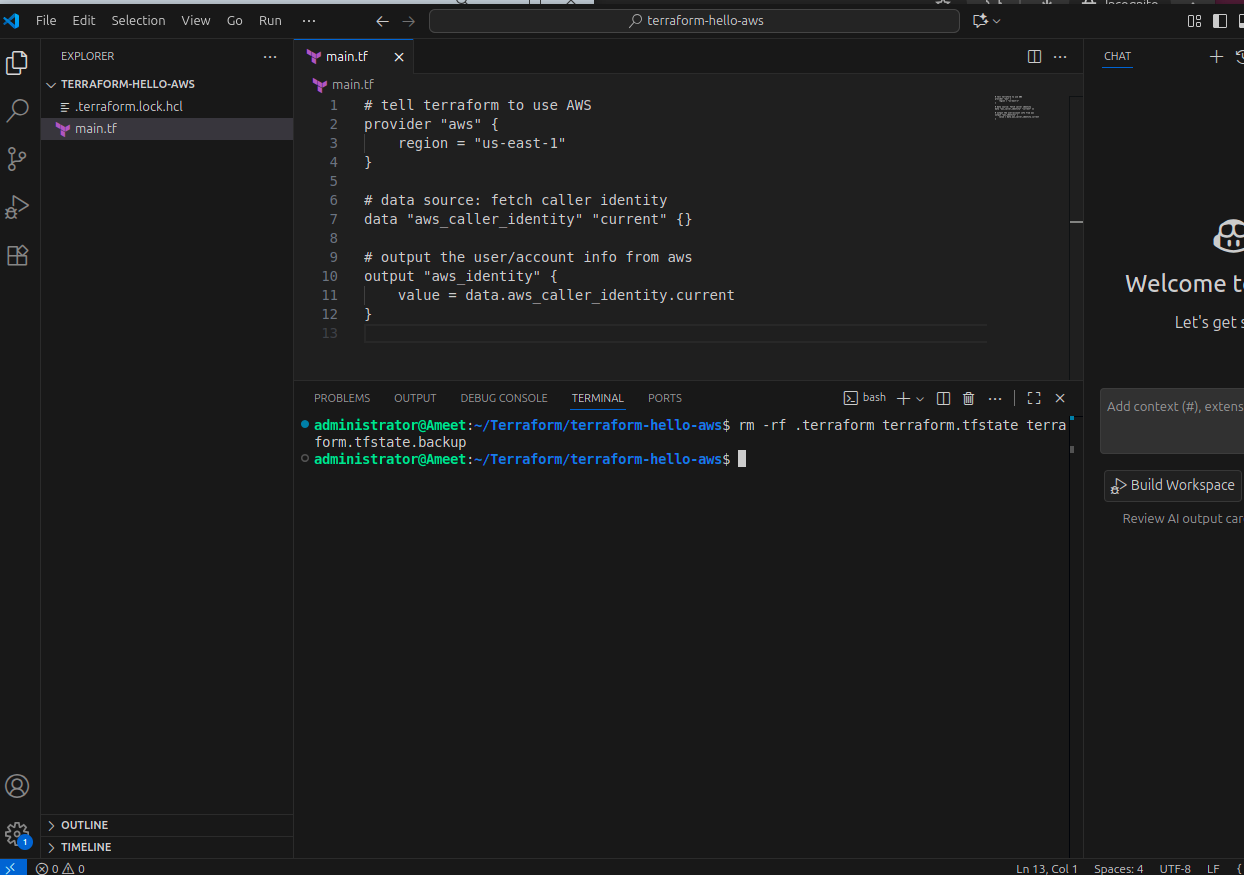 File Edit Selection View Go Run ···
terraform-hello-aws
Incognito
EXPLORER ···
TERRAFORM-HELLO-AWS
.terraform.lock.hcl
main.tf
main.tf
main.tf
1 # tell terraform to use AWS
2 provider "aws" {
3 region = "us-east-1"
4 }
5
6 # data source: fetch caller identity
7 data "aws_caller_identity" "current" {}
8
9 # output the user/account info from aws
10 output "aws_identity" {
11 value = data.aws_caller_identity.current
12 }
13
PROBLEMS OUTPUT DEBUG CONSOLE TERMINAL PORTS
bash
administrator@Ameet:~/Terraform/terraform-hello-aws$ rm -rf .terraform terraform.tfstate terra
form.tfstate.backup
administrator@Ameet:~/Terraform/terraform-hello-aws$
CHAT
Welcome t
Let's get s
Add context (#), extens
Build Workspace
Review AI output car
OUTLINE
TIMELINE
1
0 0
Ln 13, Col 1 Spaces: 4 UTF-8 LF {